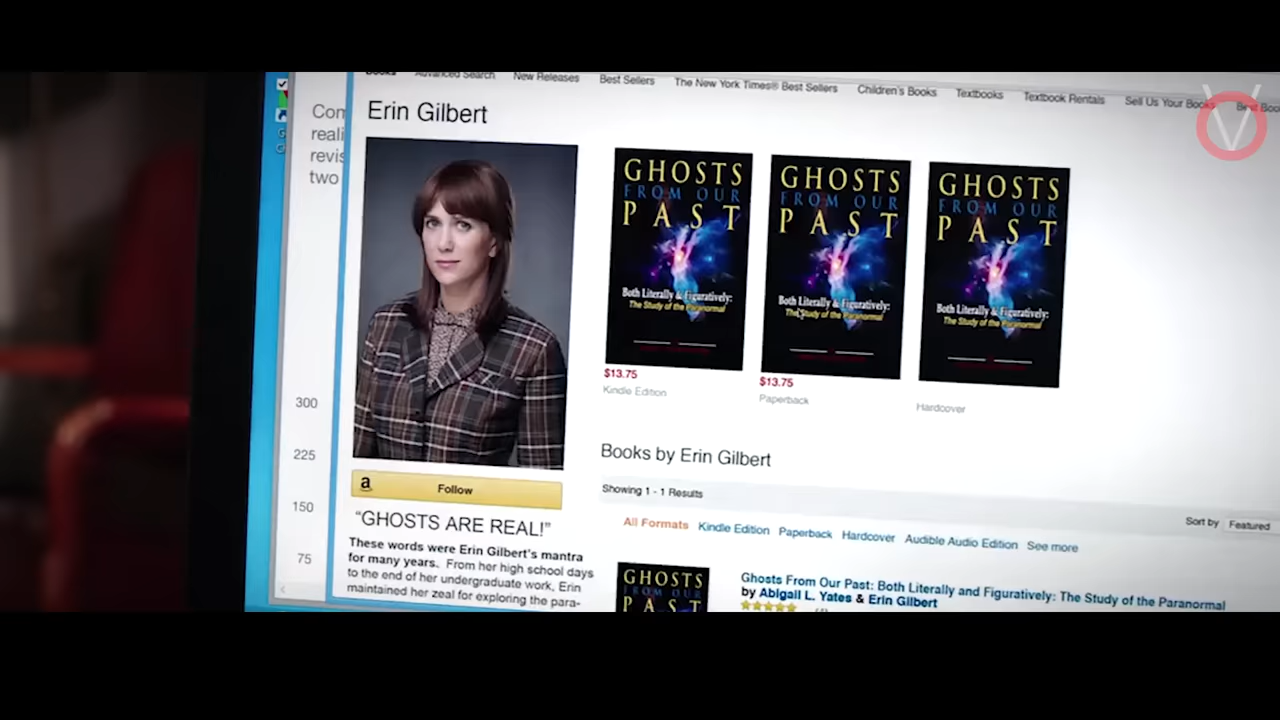 Books Advanced Search New Releases Best Sellers The New York Times® Best Sellers Children's Books Textbooks Textbook Rentals Sell Us Your Books
Erin Gilbert
Com
reali
revis
two
GHOSTS
FROM OUR
PAST
Both Literally & Figuratively:
The Study of the Paranormal
GHOSTS
FROM OUR
PAST
Both Literally & Figuratively:
The Study of the Paranormal
GHOSTS
FROM OUR
PAST
Both Literally & Figuratively:
The Study of the Paranormal
$13.75
Kindle Edition
$13.75
Paperback
Hardcover
300
225
150
75
Books by Erin Gilbert
Showing 1 - 1 Results
Sort by Featured
All Formats Kindle Edition Paperback Hardcover Audible Audio Edition See more
a Follow
"GHOSTS ARE REAL!"
These words were Erin Gilbert's mantra
for many years. From her high school days
to the end of her undergraduate work, Erin
maintained her zeal for exploring the para-
GHOSTS
FROM OUR
PAST
Ghosts From Our Past: Both Literally and Figuratively: The Study of the Paranormal
by Abigail L. Yates & Erin Gilbert